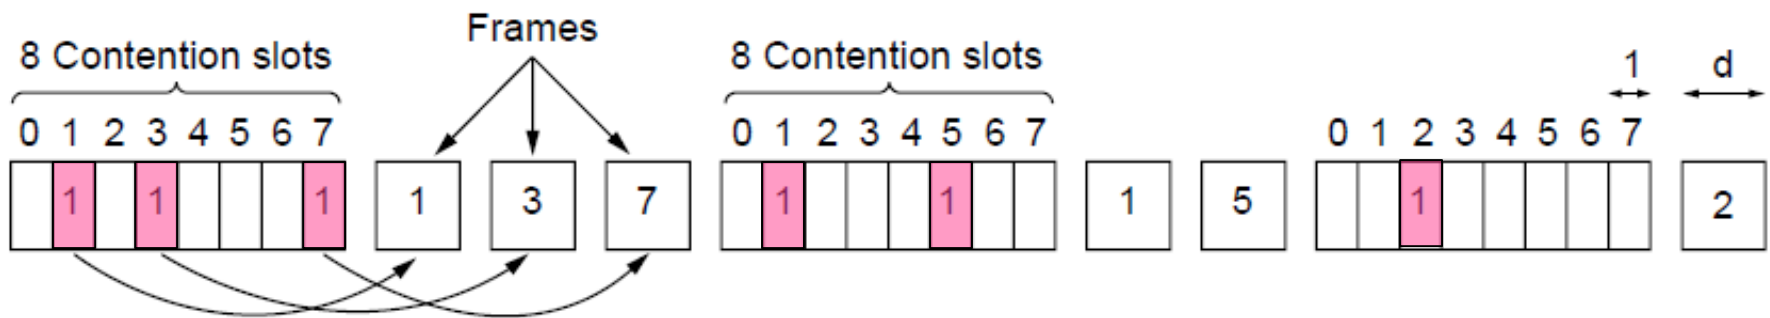 Frames
8 Contention slots 8 Contention slots 1 d
0 1 2 3 4 5 6 7 0 1 2 3 4 5 6 7 0 1 2 3 4 5 6 7
1 1 1 1 3 7 1 1 1 5 1 2